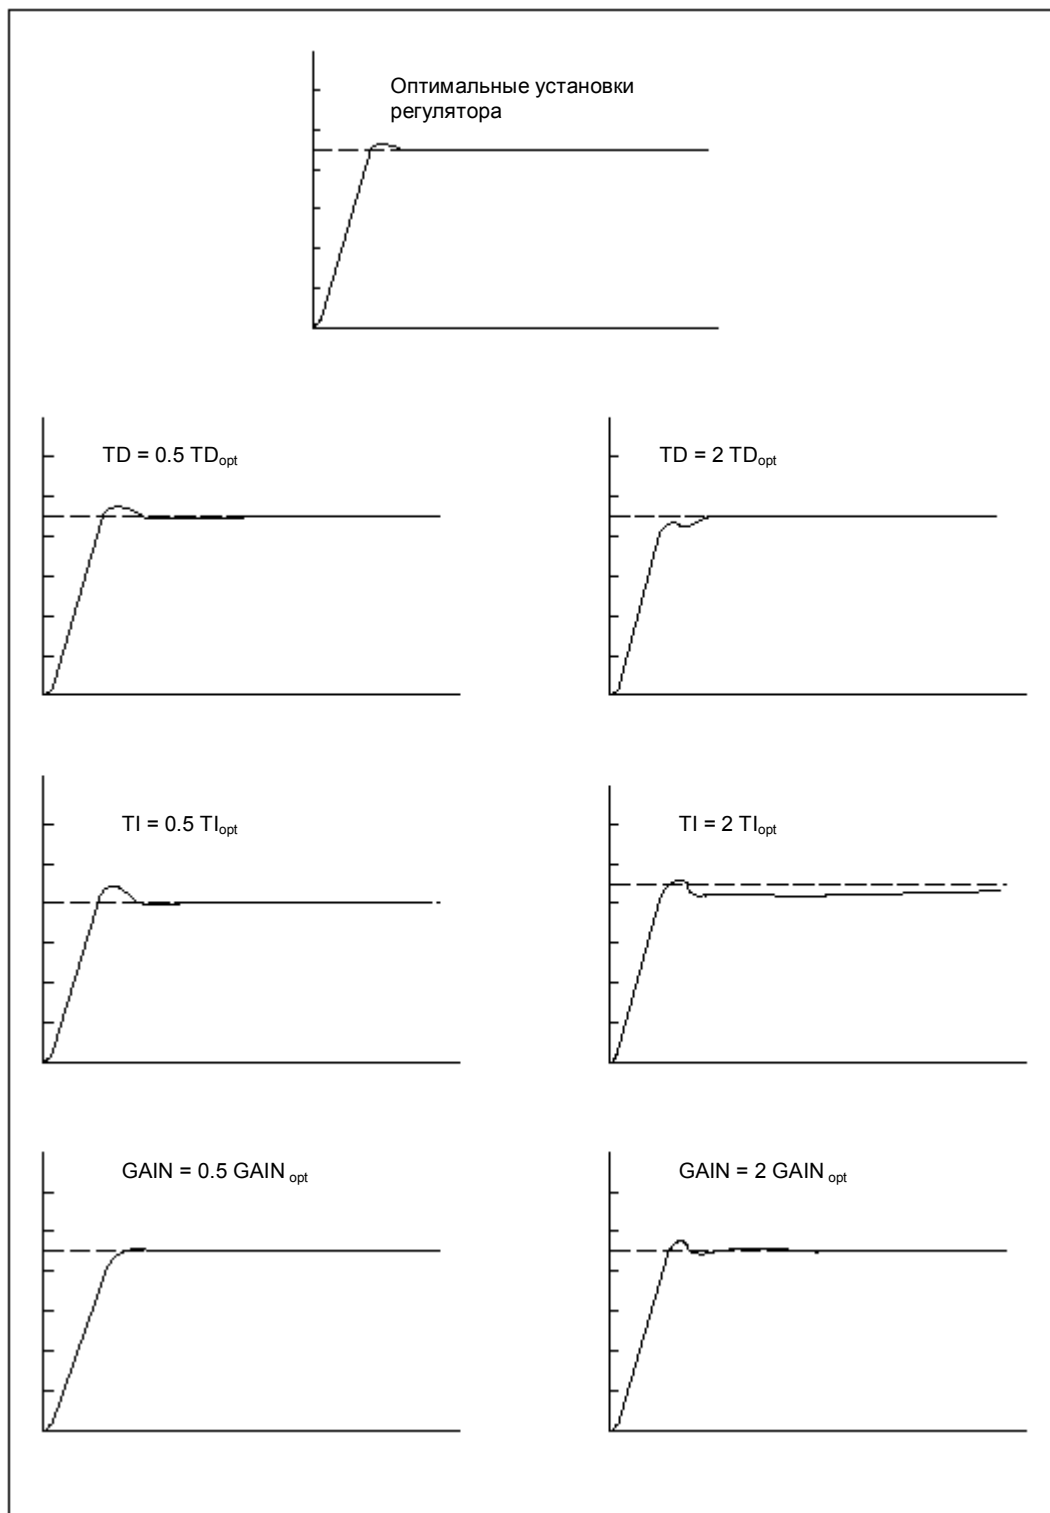 Оптимальные установки
регулятора
TD = 0.5 TDopt
TD = 2 TDopt
TI = 0.5 TIopt
TI = 2 TIopt
GAIN = 0.5 GAIN opt
GAIN = 2 GAIN opt